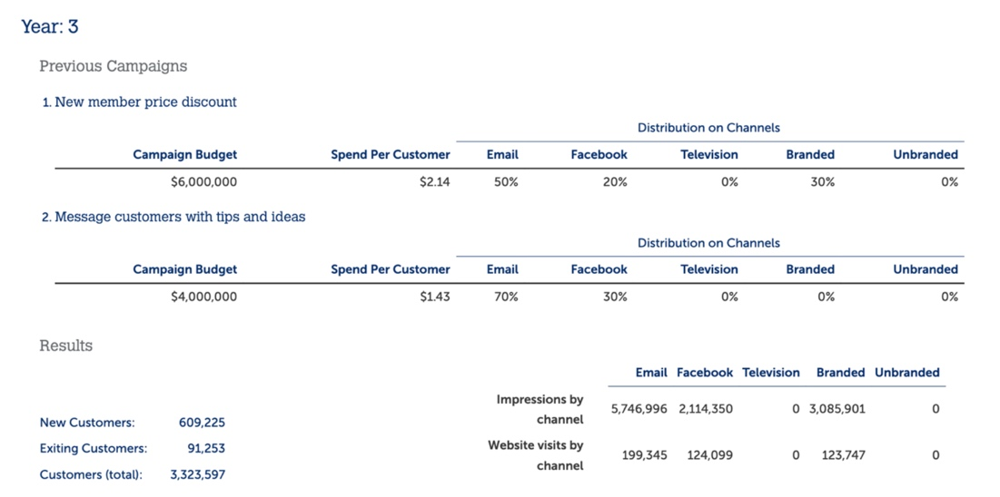 Year: 3
Previous Campaigns
1. New member price discount
Distribution on Channels
Campaign Budget Spend Per Customer Email Facebook Television Branded Unbranded
$6,000,000 $2.14 50% 20% 0% 30% 0%
2. Message customers with tips and ideas
Distribution on Channels
Campaign Budget Spend Per Customer Email Facebook Television Branded Unbranded
$4,000,000 $1.43 70% 30% 0% 0% 0%
Results
Email Facebook Television Branded Unbranded
Impressions by
channel
5,746,996 2,114,350 0 3,085,901 0
New Customers: 609,225
Exiting Customers: 91,253
Website visits by
channel
199,345 124,099 0 123,747 0
Customers (total): 3,323,597